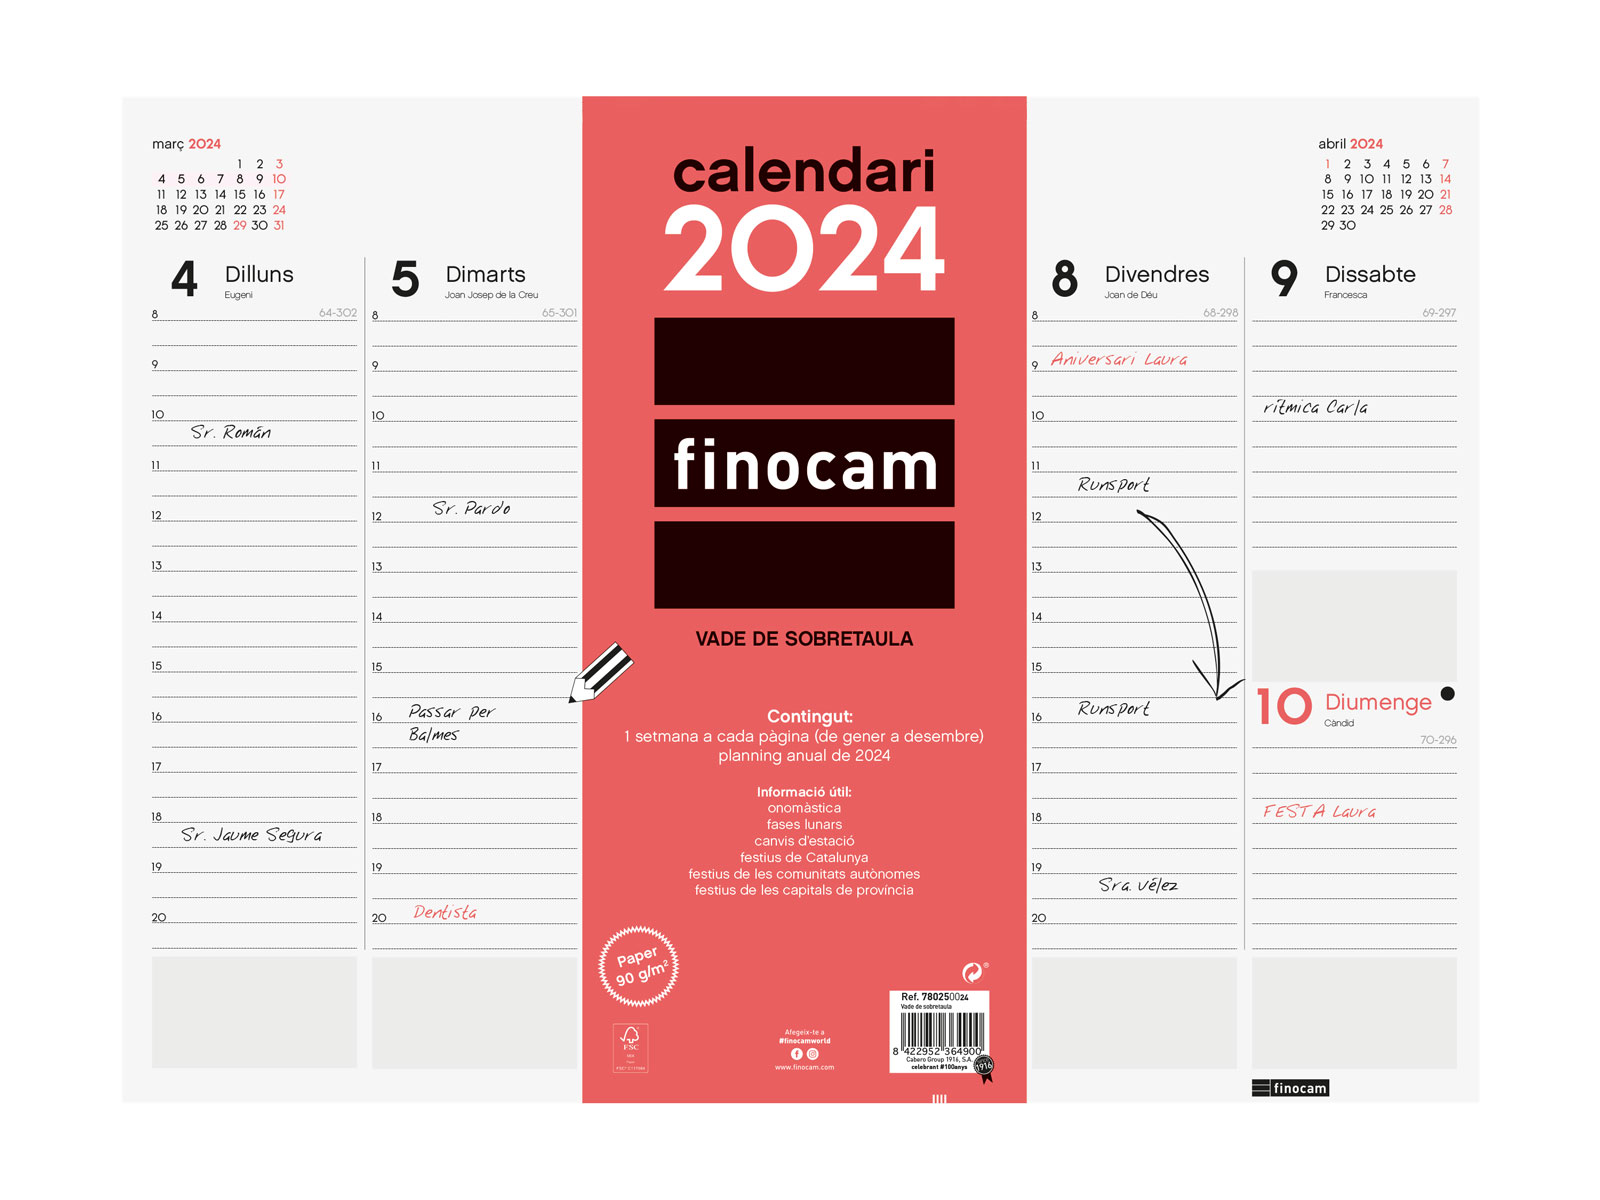 març 2024
1 2 3
4 5 6 7 8 9 10
11 12 13 14 15 16 17
18 19 20 21 22 23 24
25 26 27 28 29 30 31
4 Dilluns
Eugeni
64-302
8
9
10
Sr. Román
11
12
13
14
15
16
17
18
Sr. Jaume Segura
19
20
5 Dimarts
Joan Josep de la Creu
65-301
8
9
10
11
Sr. Pardo
12
13
14
15
16 Passar per
Balmes
17
18
19
20 Dentista
calendari
2024
finocam
VADE DE SOBRETAULA
Contingut:
1 setmana a cada pàgina (de gener a desembre)
planning anual de 2024
Informació útil:
onomàstica
fases lunars
canvis d'estació
festius de Catalunya
festius de les comunitats autònomes
festius de les capitals de província
Paper
90 g/m²
FSC
Afegeix-te a
#finocamworld
www.finocam.com
Ref. 780250024
Vade de sobretaula
8 422952 364900
Cabero Group 1916, S.A.
celebrant #100anys
1916
abril 2024
1 2 3 4 5 6 7
8 9 10 11 12 13 14
15 16 17 18 19 20 21
22 23 24 25 26 27 28
29 30
8 Divendres
Joan de Déu
68-298
8
9 Aniversari Laura
10
11
Runsport
12
13
14
15
16 Runsport
17
18
19
Sra. Vélez
20
9 Dissabte
Francesca
69-297
rítmica Carla
10 Diumenge
Càndid
70-296
FESTA Laura
finocam